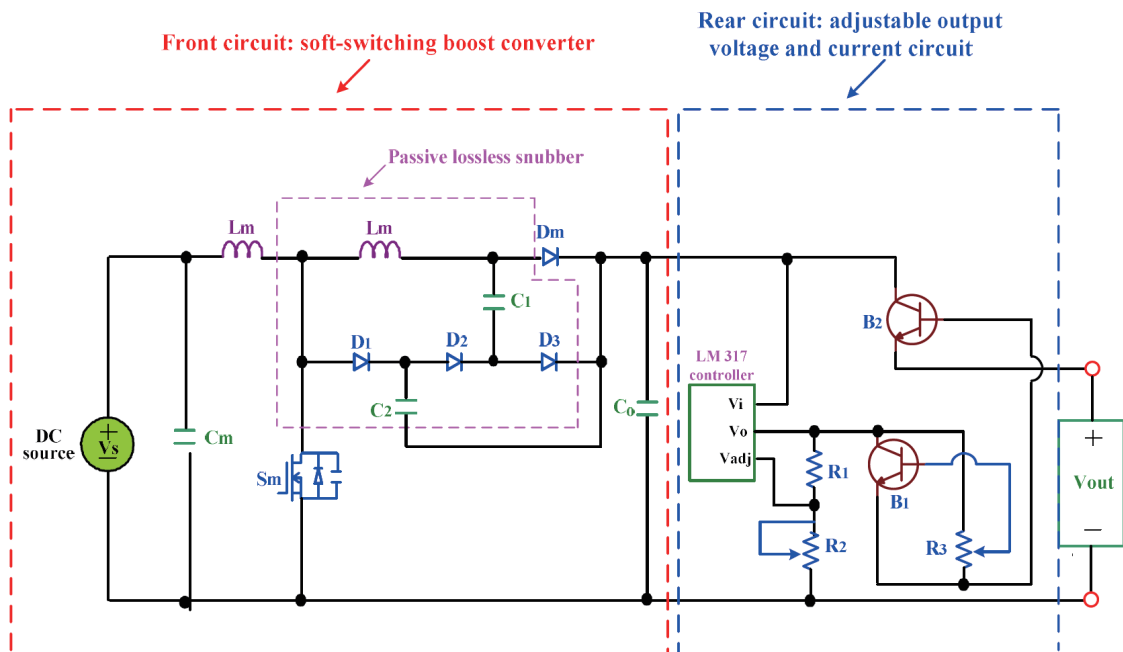 Front circuit: soft-switching boost converter
Rear circuit: adjustable output
voltage and current circuit
Passive lossless snubber
Lm
Lm
Dm
C1
D1
D2
D3
C2
Co
Cm
DC
source
+
Vs
−
Sm
LM 317
controller
Vi
Vo
Vadj
R1
R2
B1
R3
B2
+
Vout
−